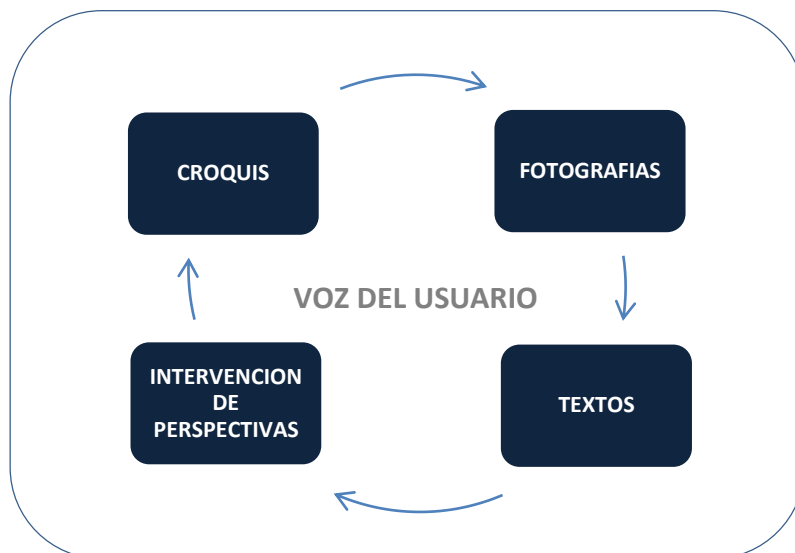 CROQUIS
FOTOGRAFIAS
VOZ DEL USUARIO
INTERVENCION
DE
PERSPECTIVAS
TEXTOS